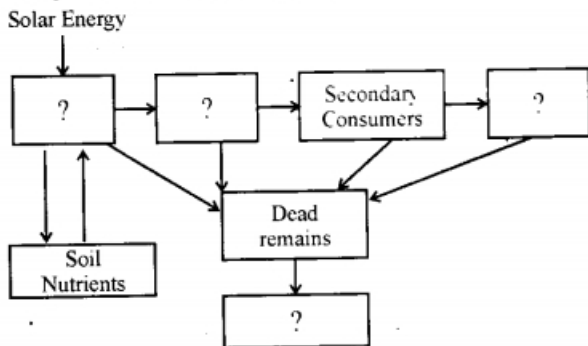 Solar Energy
?
?
Secondary
Consumers
?
Dead
remains
Soil
Nutrients
?